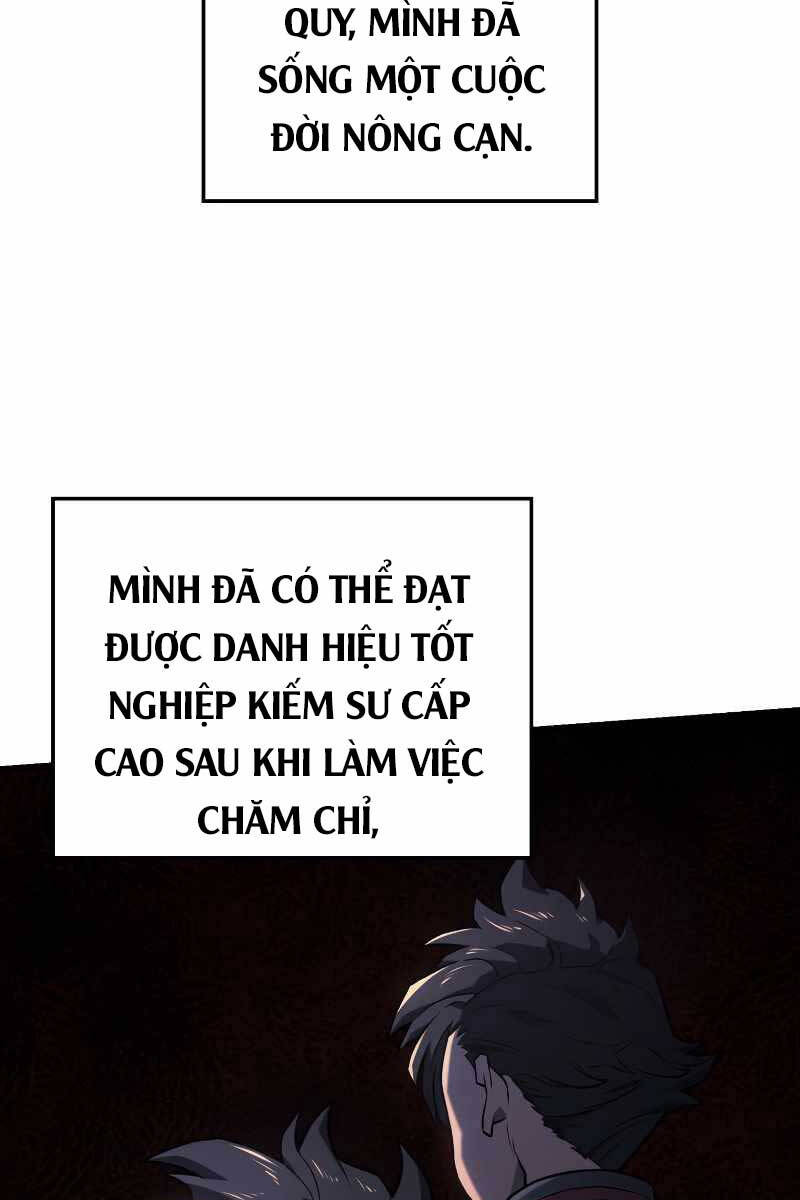 QUY, MÌNH ĐÃ
SỐNG MỘT CUỘC
ĐỜI NÔNG CẠN.
MÌNH ĐÃ CÓ THỂ ĐẠT
ĐƯỢC DANH HIỆU TỐT
NGHIỆP KIẾM SƯ CẤP
CAO SAU KHI LÀM VIỆC
CHĂM CHỈ,